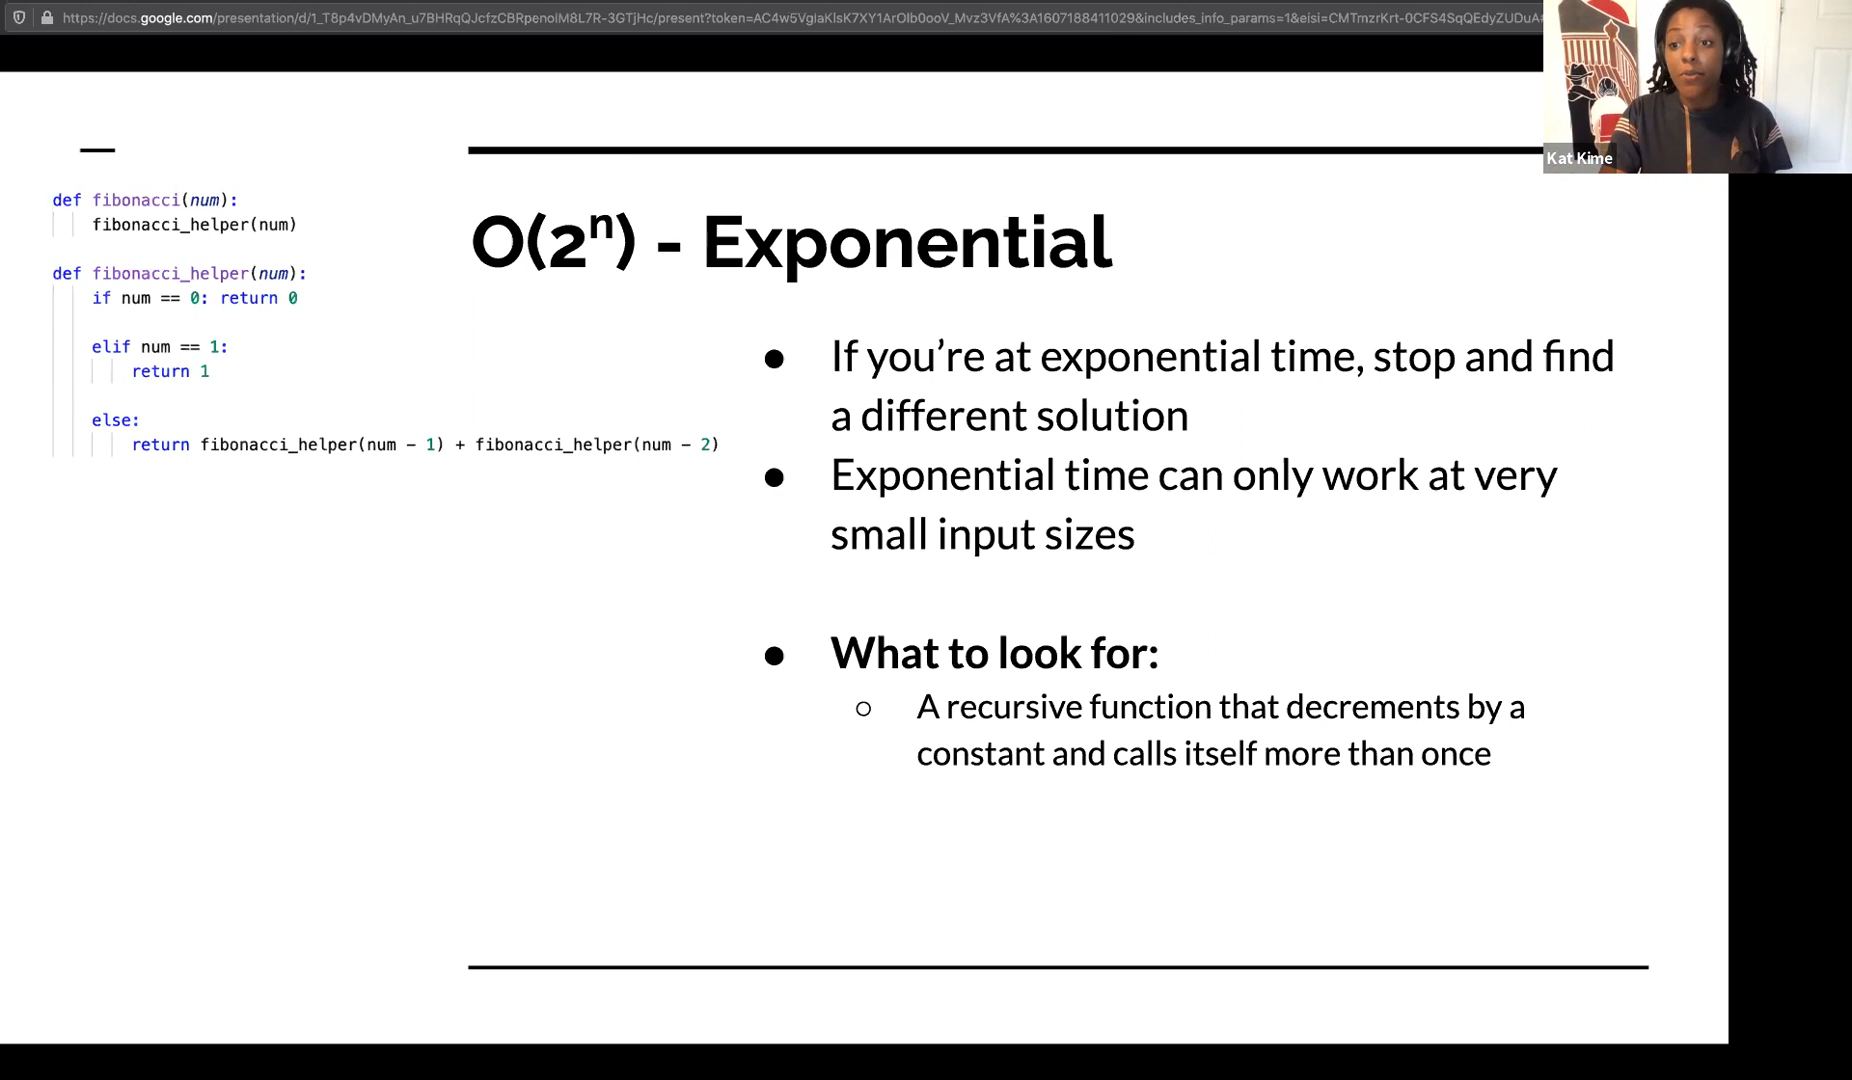 https://docs.google.com/presentation/d/1_T8p4vDMyAn_u7BHRqQJcfzCBRpenolM8L7R-3GTjHc/present?token=AC4w5VglaKlsK7XY1ArOlb0ooV_Mvz3VfA%3A1607188411029&includes_info_params=1&eisi=CMTmzrKrt-0CFS4SqQEdyZUDuA#
Kat Kime
def fibonacci(num):
fibonacci_helper(num)
def fibonacci_helper(num):
if num == 0: return 0
elif num == 1:
return 1
else:
return fibonacci_helper(num - 1) + fibonacci_helper(num - 2)
O(2ⁿ) - Exponential
● If you’re at exponential time, stop and find
a different solution
● Exponential time can only work at very
small input sizes
● What to look for:
○ A recursive function that decrements by a
constant and calls itself more than once